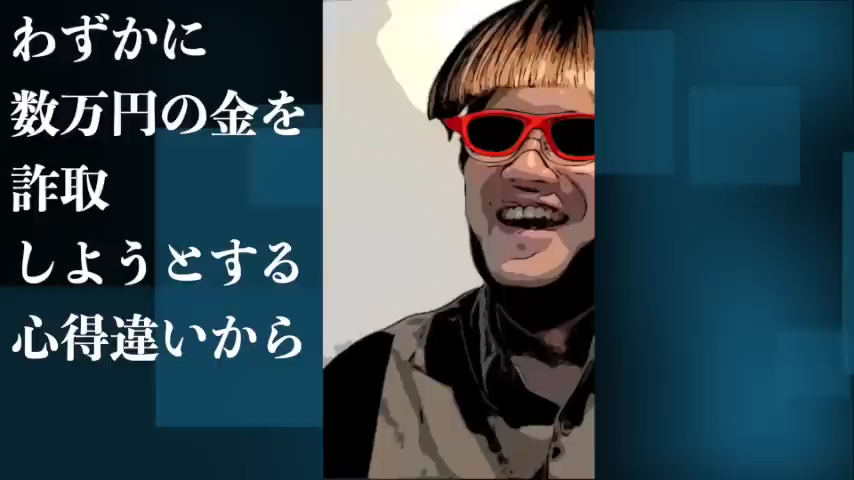 わずかに
数万円の金を
詐取
しようとする
心得違いから